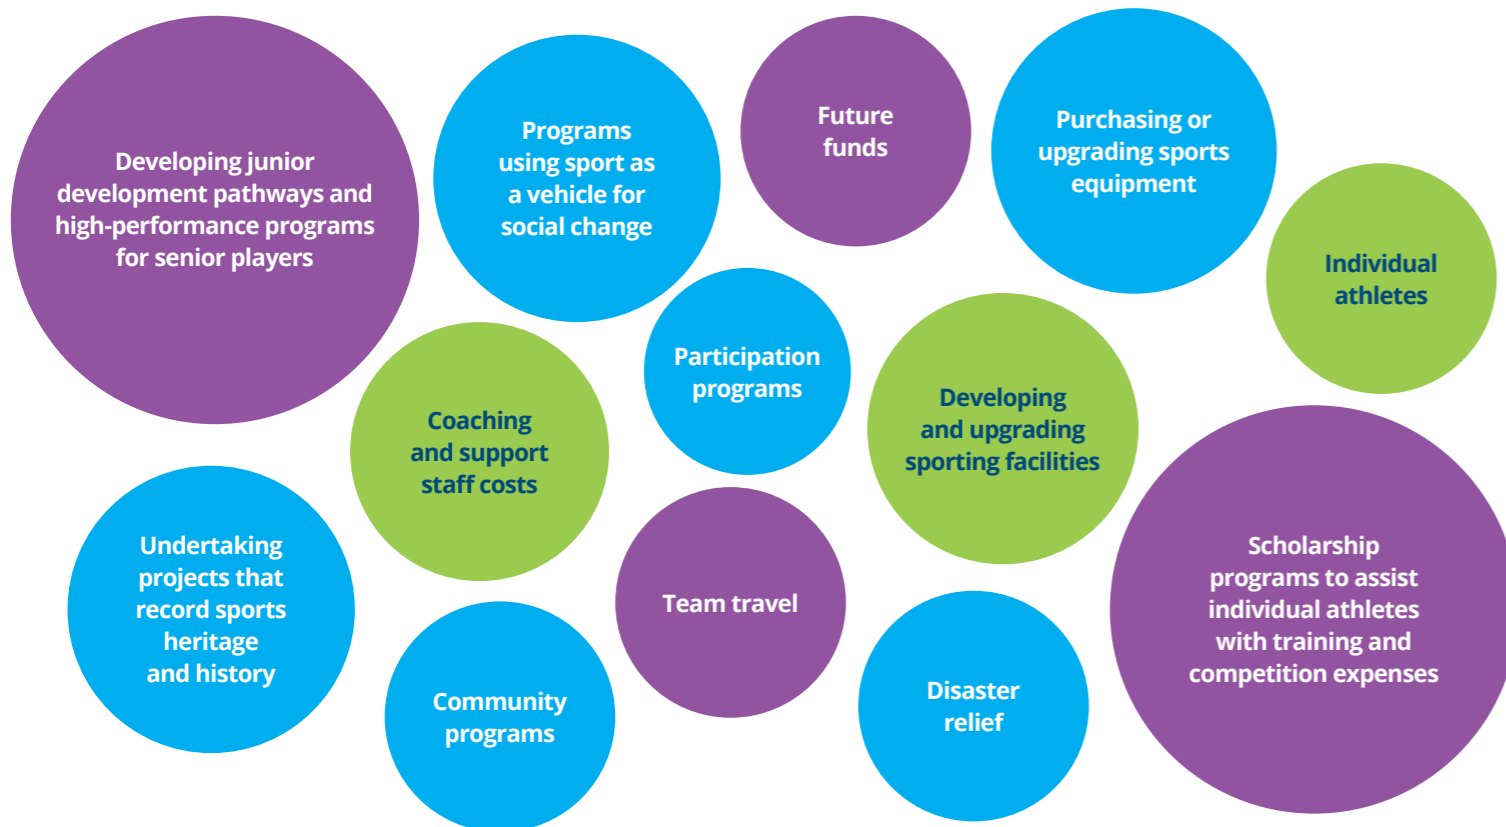 Developing junior
development pathways and
high-performance programs
for senior players
Programs
using sport as
a vehicle for
social change
Future
funds
Purchasing or
upgrading sports
equipment
Individual
athletes
Coaching
and support
staff costs
Participation
programs
Developing
and upgrading
sporting facilities
Undertaking
projects that
record sports
heritage
and history
Community
programs
Team travel
Disaster
relief
Scholarship
programs to assist
individual athletes
with training and
competition expenses